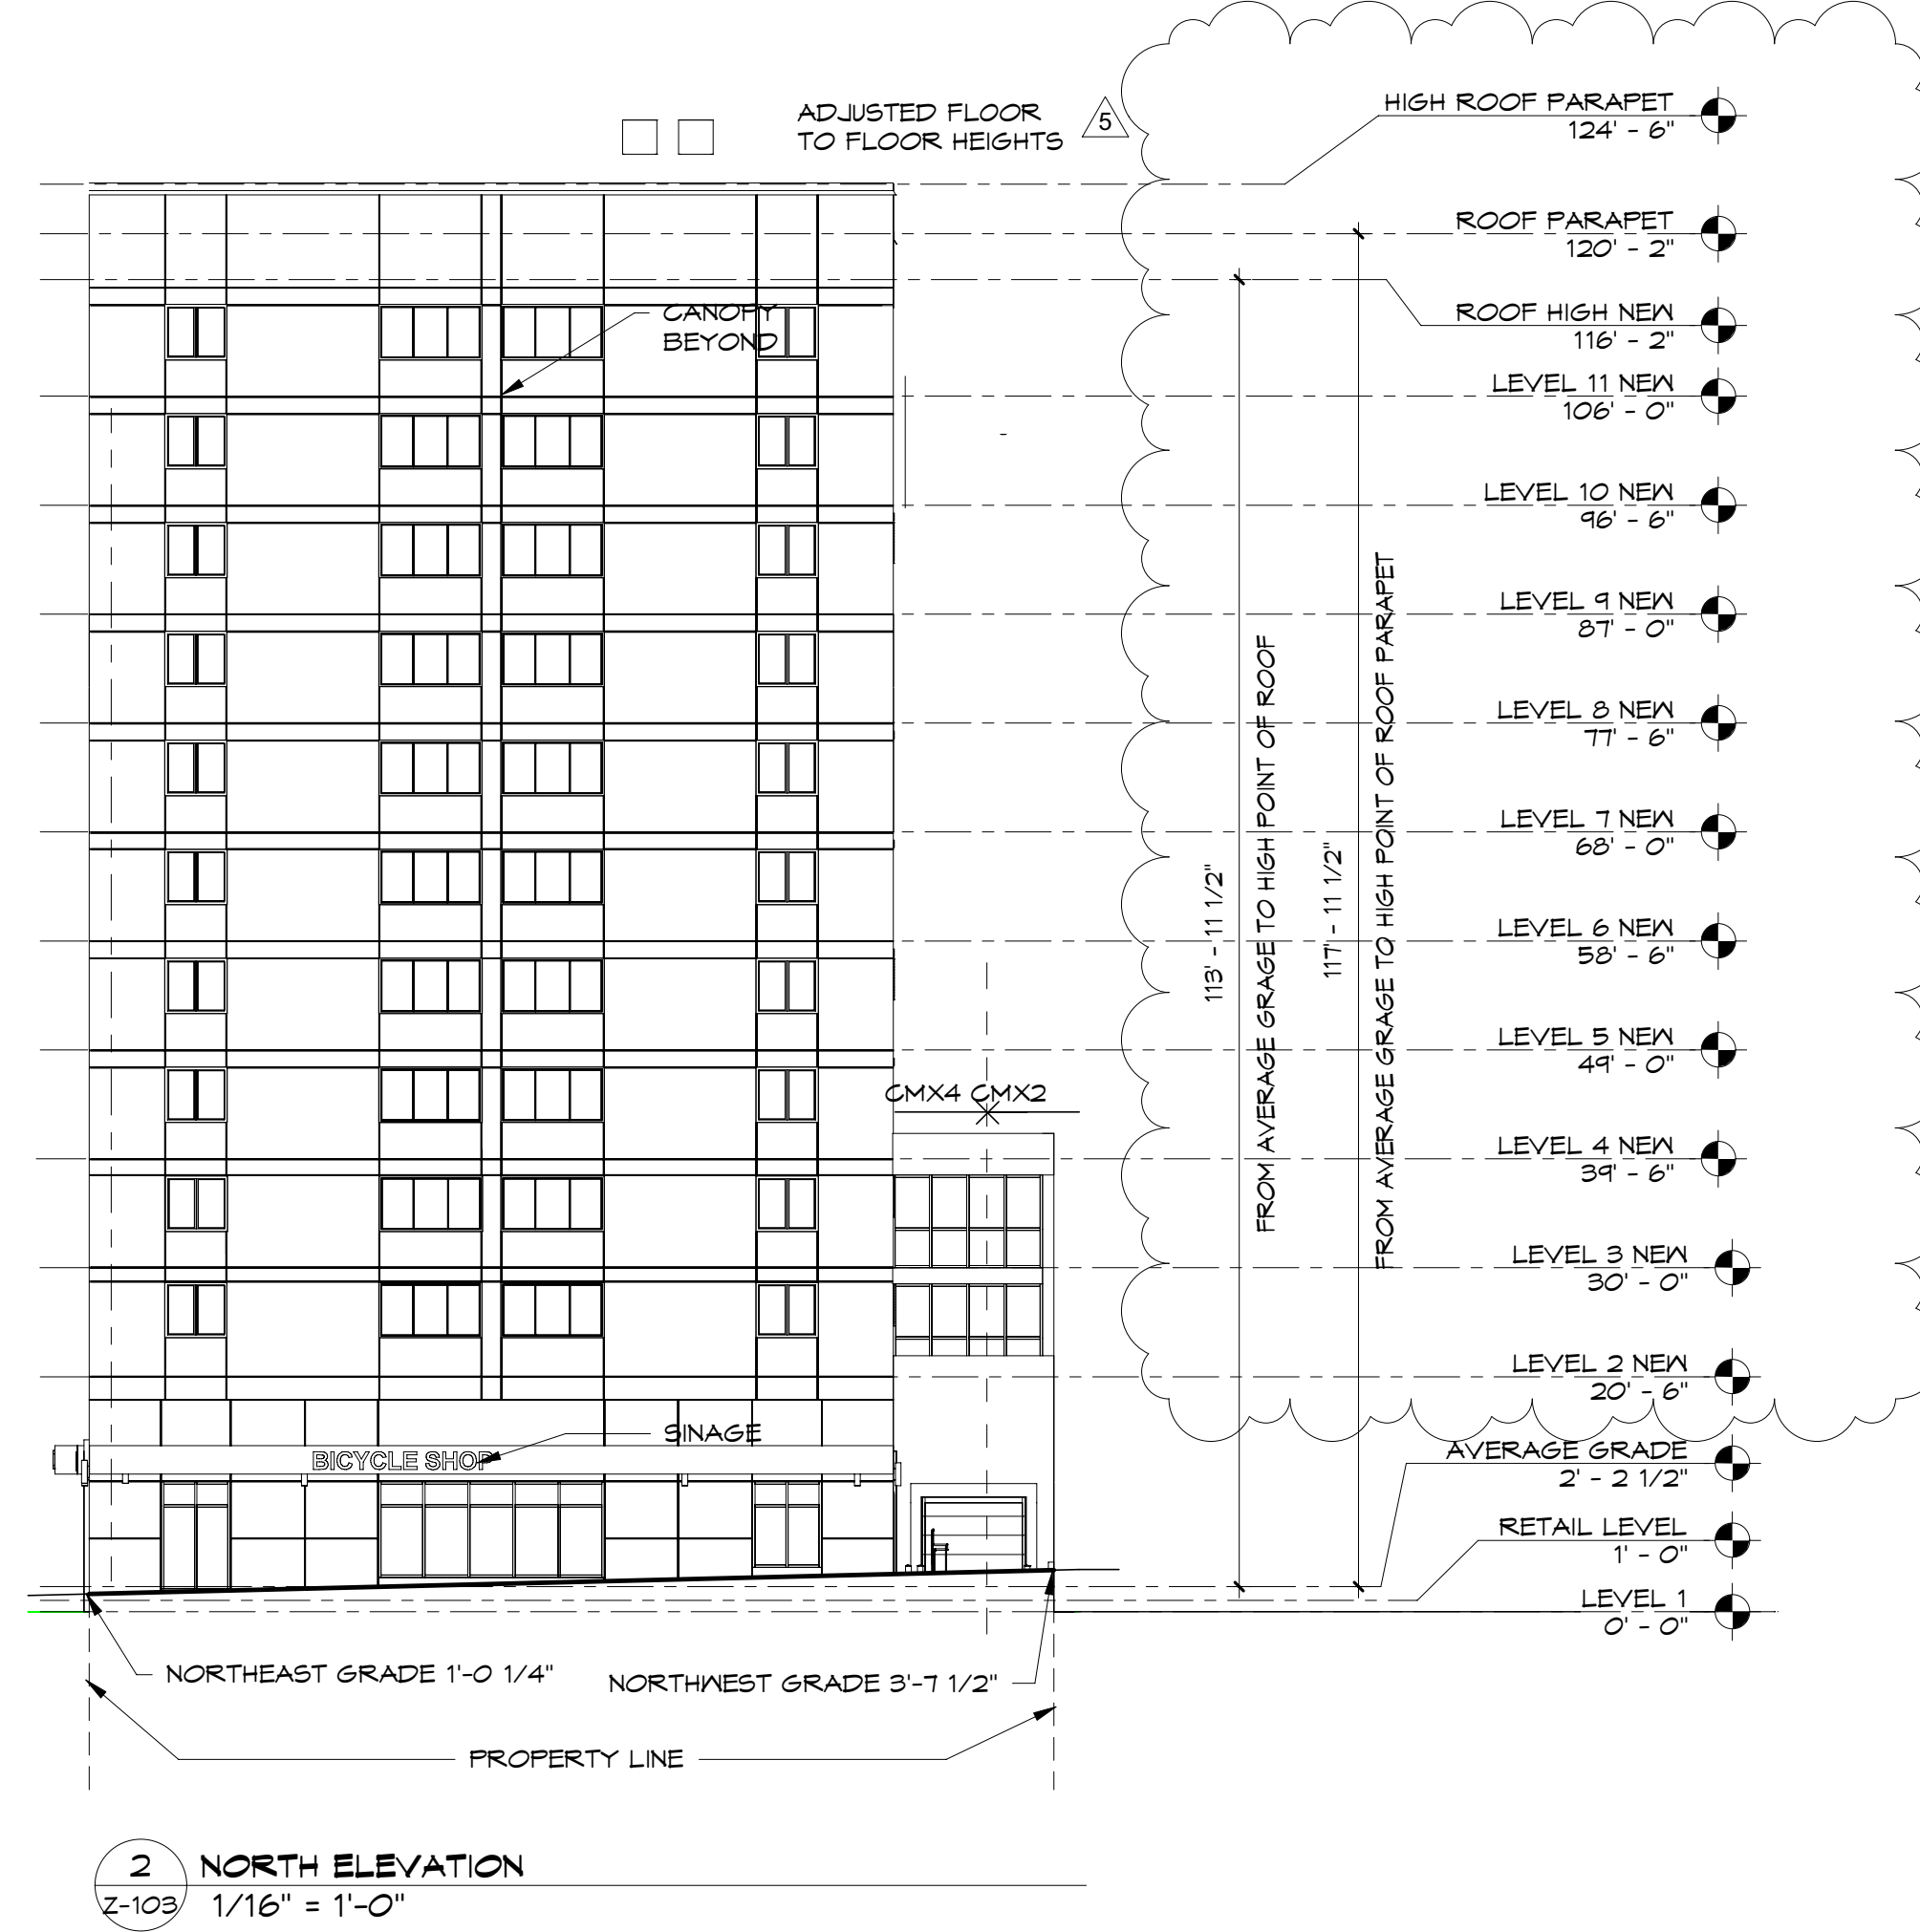 ADJUSTED FLOOR
TO FLOOR HEIGHTS
5
HIGH ROOF PARAPET
124' - 6"
ROOF PARAPET
120' - 2"
ROOF HIGH NEW
116' - 2"
CANOPY
BEYOND
LEVEL 11 NEW
106' - 0"
LEVEL 10 NEW
96' - 6"
LEVEL 9 NEW
87' - 0"
LEVEL 8 NEW
77' - 6"
LEVEL 7 NEW
68' - 0"
LEVEL 6 NEW
58' - 6"
LEVEL 5 NEW
49' - 0"
LEVEL 4 NEW
39' - 6"
LEVEL 3 NEW
30' - 0"
LEVEL 2 NEW
20' - 6"
AVERAGE GRADE
2' - 2 1/2"
RETAIL LEVEL
1' - 0"
LEVEL 1
0' - 0"
113' - 11 1/2"
FROM AVERAGE GRAGE TO HIGH POINT OF ROOF
117' - 11 1/2"
FROM AVERAGE GRAGE TO HIGH POINT OF ROOF PARAPET
CMX4 CMX2
SINAGE
BICYCLE SHOP
NORTHEAST GRADE 1'-0 1/4"
NORTHWEST GRADE 3'-7 1/2"
PROPERTY LINE
2
Z-103
NORTH ELEVATION
1/16" = 1'-0"